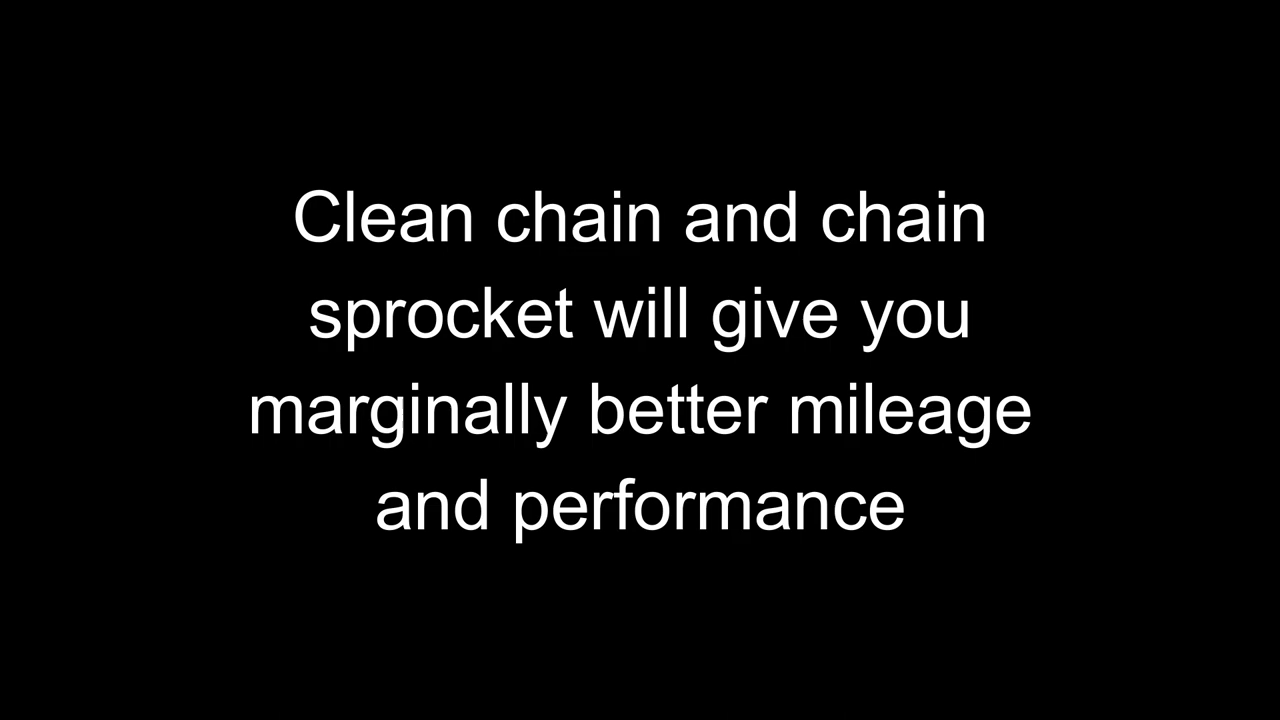 Clean chain and chain
sprocket will give you
marginally better mileage
and performance